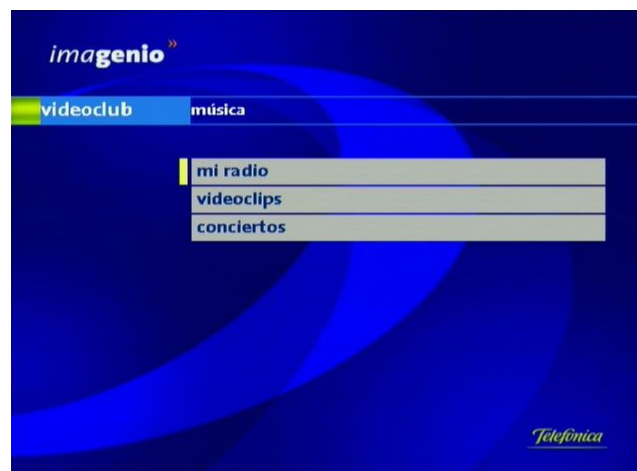 imagenio»
videoclub música
mi radio
videoclips
conciertos
Telefónica